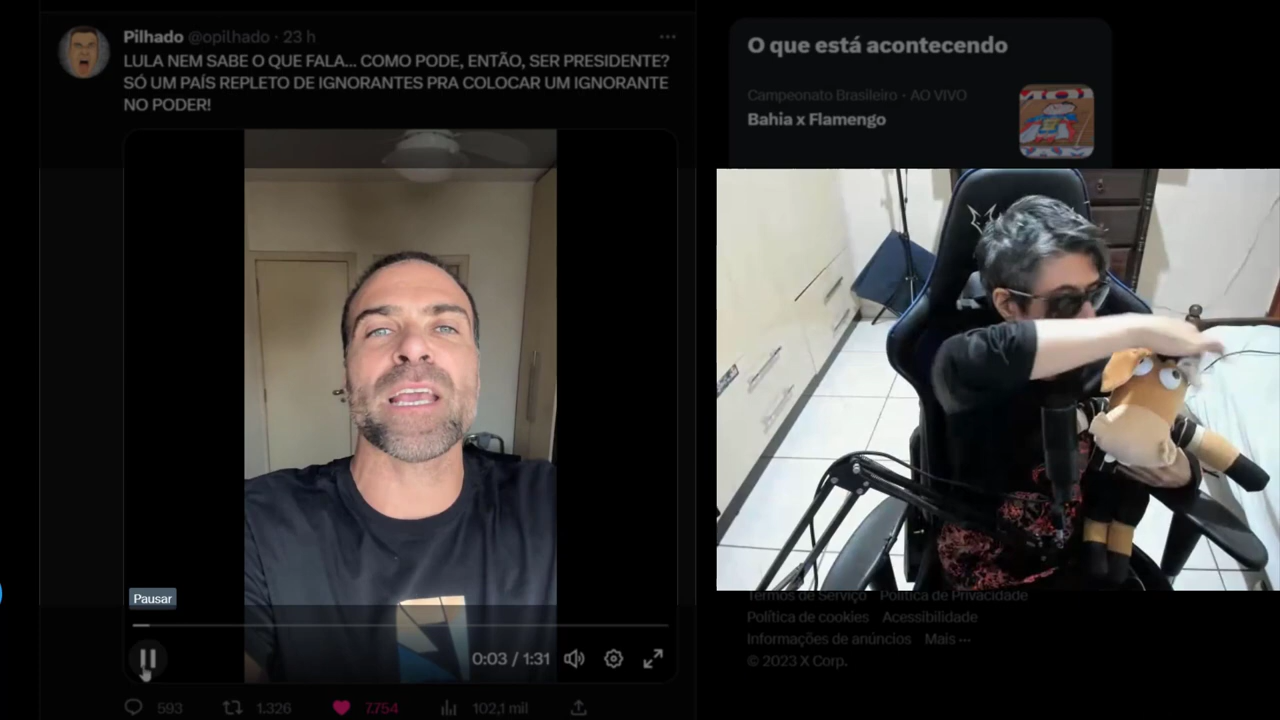 Pilhado @opilhado · 23 h
LULA NEM SABE O QUE FALA... COMO PODE, ENTÃO, SER PRESIDENTE?
SÓ UM PAÍS REPLETO DE IGNORANTES PRA COLOCAR UM IGNORANTE
NO PODER!
Pausar
0:03 / 1:31
593 1.326 7.754 102,1 mil
O que está acontecendo
Campeonato Brasileiro · AO VIVO
Bahia x Flamengo
Termos de Serviço Política de Privacidade
Política de cookies Acessibilidade
Informações de anúncios Mais ···
© 2023 X Corp.